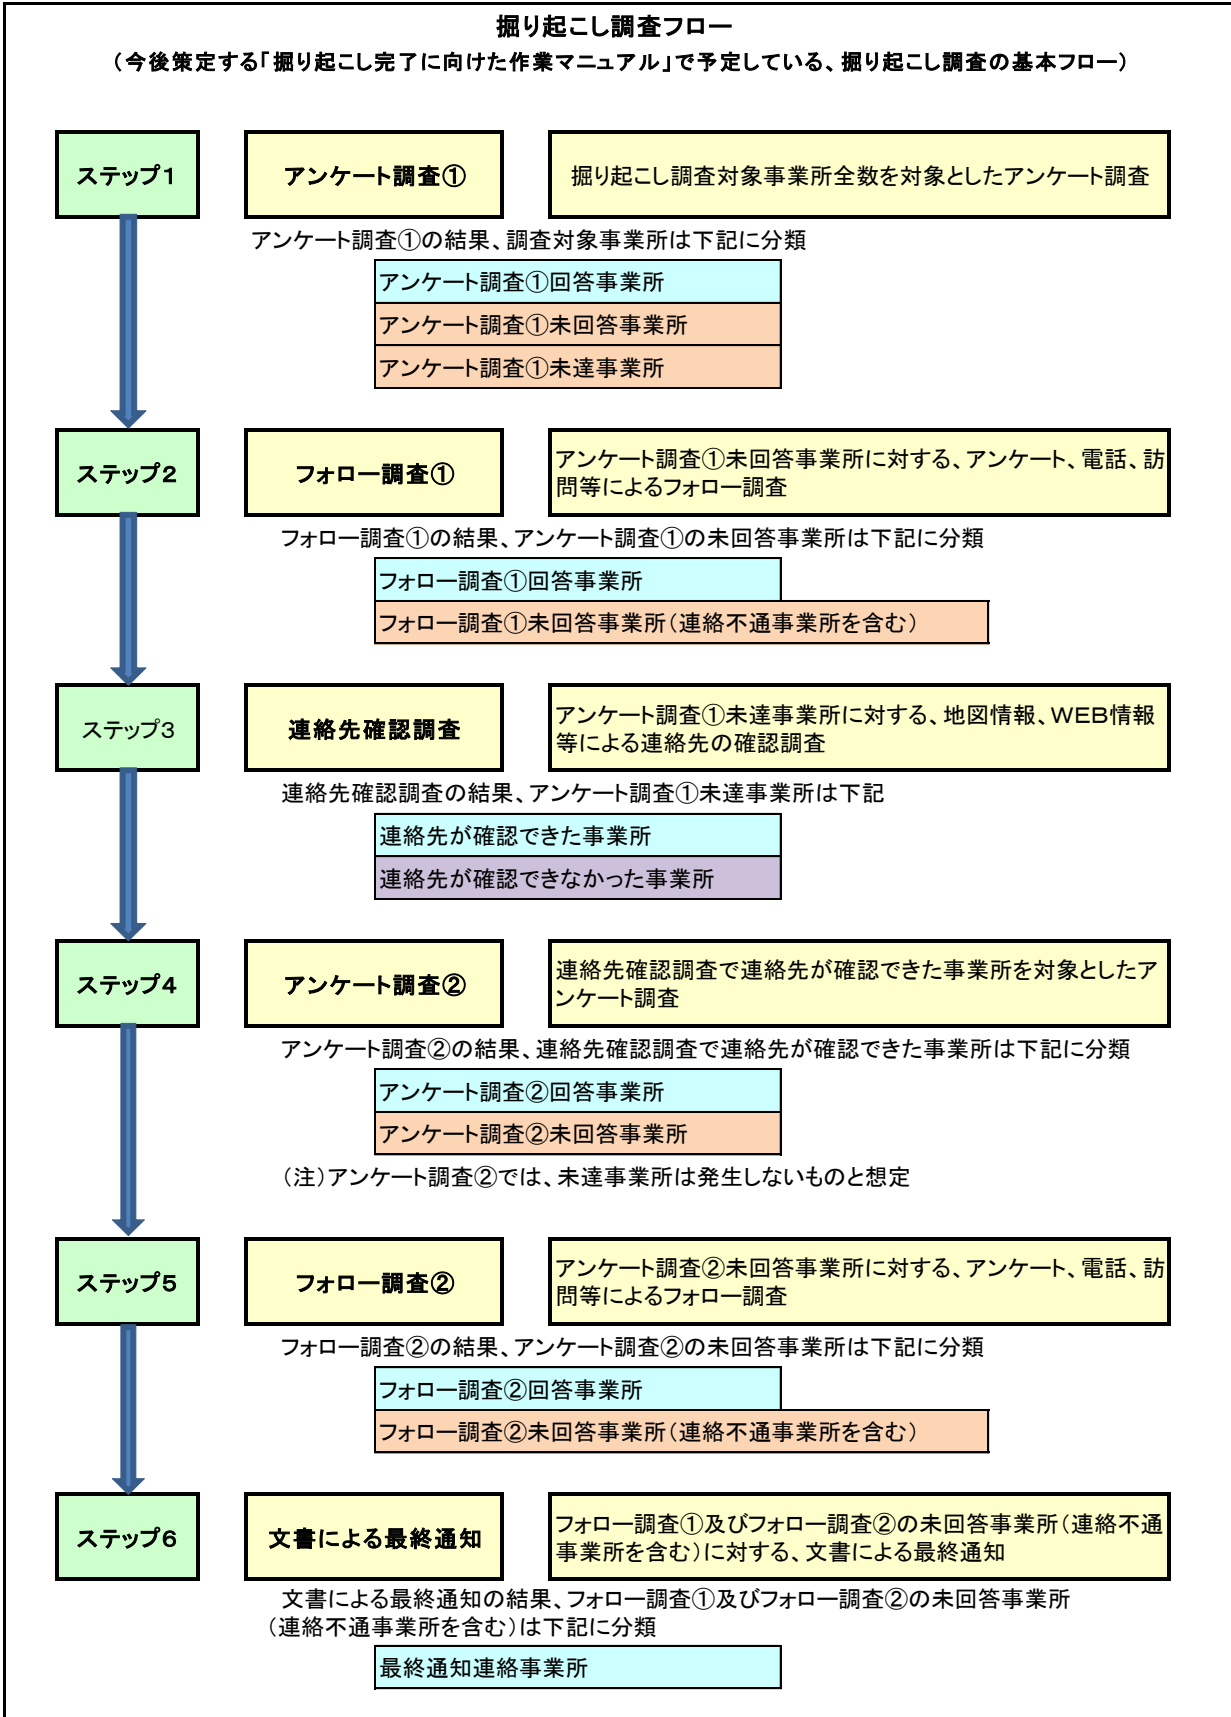 掘り起こし調査フロー
（今後策定する「掘り起こし完了に向けた作業マニュアル」で予定している、掘り起こし調査の基本フロー）
ステップ１
アンケート調査①
掘り起こし調査対象事業所全数を対象としたアンケート調査
アンケート調査①の結果、調査対象事業所は下記に分類
アンケート調査①回答事業所
アンケート調査①未回答事業所
アンケート調査①未達事業所
ステップ２
フォロー調査①
アンケート調査①未回答事業所に対する、アンケート、電話、訪
問等によるフォロー調査
フォロー調査①の結果、アンケート調査①の未回答事業所は下記に分類
フォロー調査①回答事業所
フォロー調査①未回答事業所（連絡不通事業所を含む）
ステップ３
連絡先確認調査
アンケート調査①未達事業所に対する、地図情報、ＷＥＢ情報
等による連絡先の確認調査
連絡先確認調査の結果、アンケート調査①未達事業所は下記
連絡先が確認できた事業所
連絡先が確認できなかった事業所
ステップ４
アンケート調査②
連絡先確認調査で連絡先が確認できた事業所を対象としたア
ンケート調査
アンケート調査②の結果、連絡先確認調査で連絡先が確認できた事業所は下記に分類
アンケート調査②回答事業所
アンケート調査②未回答事業所
（注）アンケート調査②では、未達事業所は発生しないものと想定
ステップ５
フォロー調査②
アンケート調査②未回答事業所に対する、アンケート、電話、訪
問等によるフォロー調査
フォロー調査②の結果、アンケート調査②の未回答事業所は下記に分類
フォロー調査②回答事業所
フォロー調査②未回答事業所（連絡不通事業所を含む）
ステップ６
文書による最終通知
フォロー調査①及びフォロー調査②の未回答事業所（連絡不通
事業所を含む）に対する、文書による最終通知
文書による最終通知の結果、フォロー調査①及びフォロー調査②の未回答事業所
（連絡不通事業所を含む）は下記に分類
最終通知連絡事業所